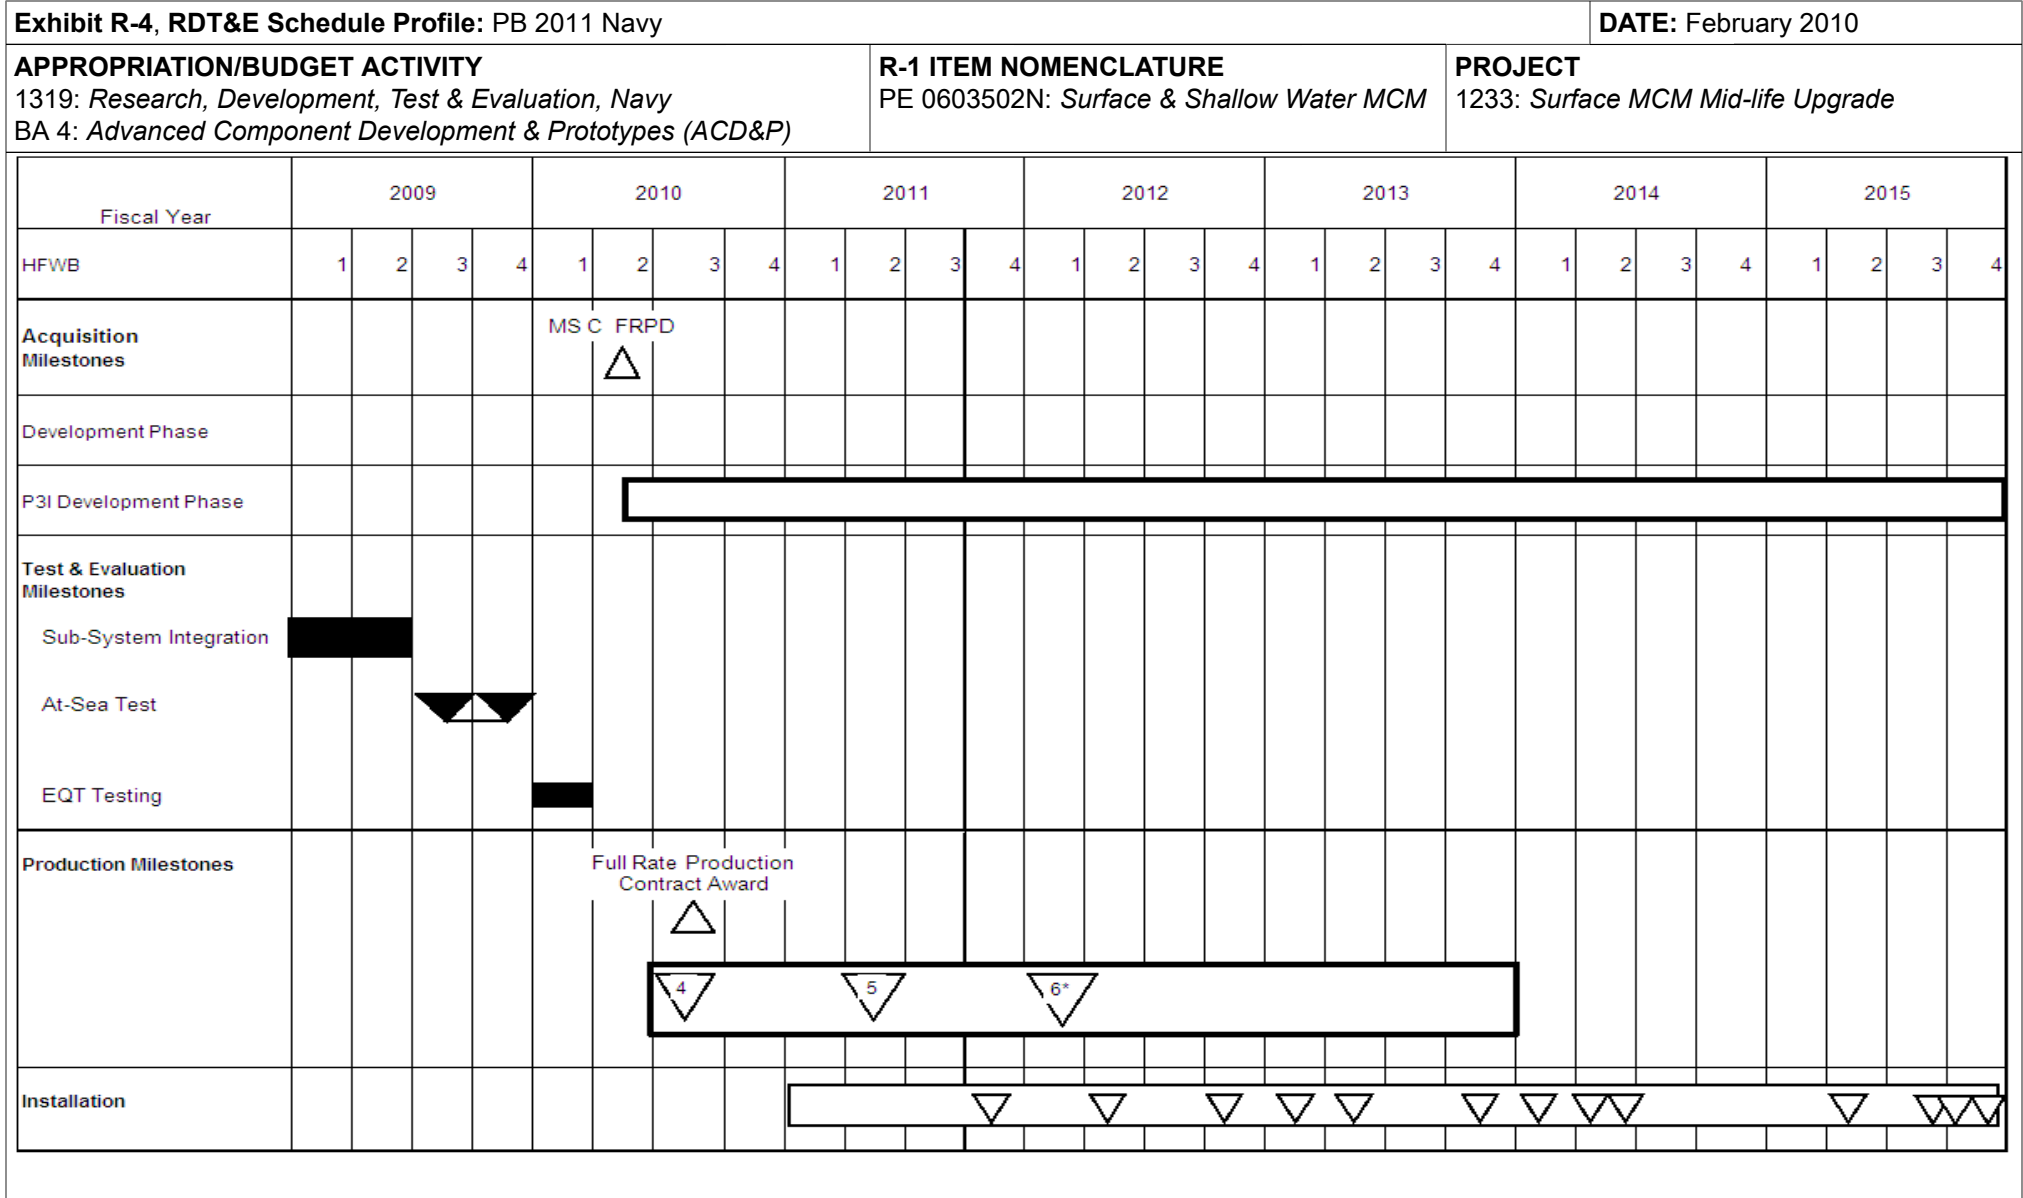 Exhibit R-4, RDT&E Schedule Profile: PB 2011 Navy
DATE: February 2010
APPROPRIATION/BUDGET ACTIVITY
1319: Research, Development, Test & Evaluation, Navy
BA 4: Advanced Component Development & Prototypes (ACD&P)
R-1 ITEM NOMENCLATURE
PE 0603502N: Surface & Shallow Water MCM
PROJECT
1233: Surface MCM Mid-life Upgrade
Fiscal Year
2009 2010 2011 2012 2013 2014 2015
HFWB 1 2 3 4 1 2 3 4 1 2 3 4 1 2 3 4 1 2 3 4 1 2 3 4 1 2 3 4
Acquisition
Milestones
MS C FRPD
Development Phase
P3I Development Phase
Test & Evaluation
Milestones
Sub-System Integration
At-Sea Test
EQT Testing
Production Milestones
Full Rate Production
Contract Award
4 5 6*
Installation